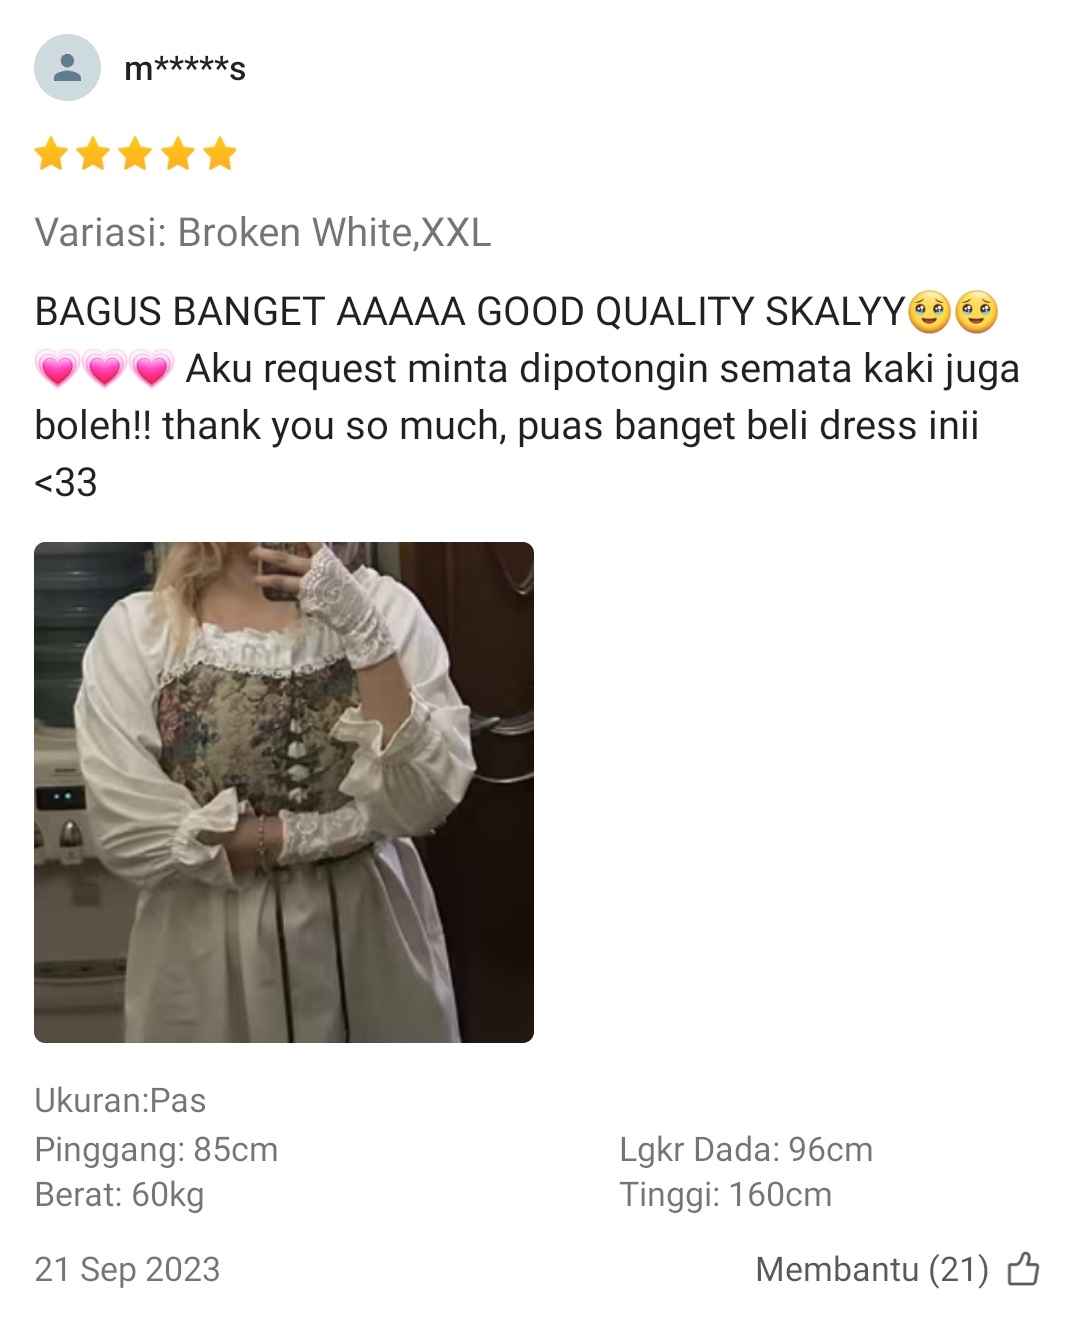 m*****s
Variasi: Broken White,XXL
BAGUS BANGET AAAAA GOOD QUALITY SKALYY🥹🥹
💗💗💗 Aku request minta dipotongin semata kaki juga
boleh!! thank you so much, puas banget beli dress inii
<33
Ukuran:Pas
Pinggang: 85cm
Lgkr Dada: 96cm
Berat: 60kg
Tinggi: 160cm
21 Sep 2023
Membantu (21)